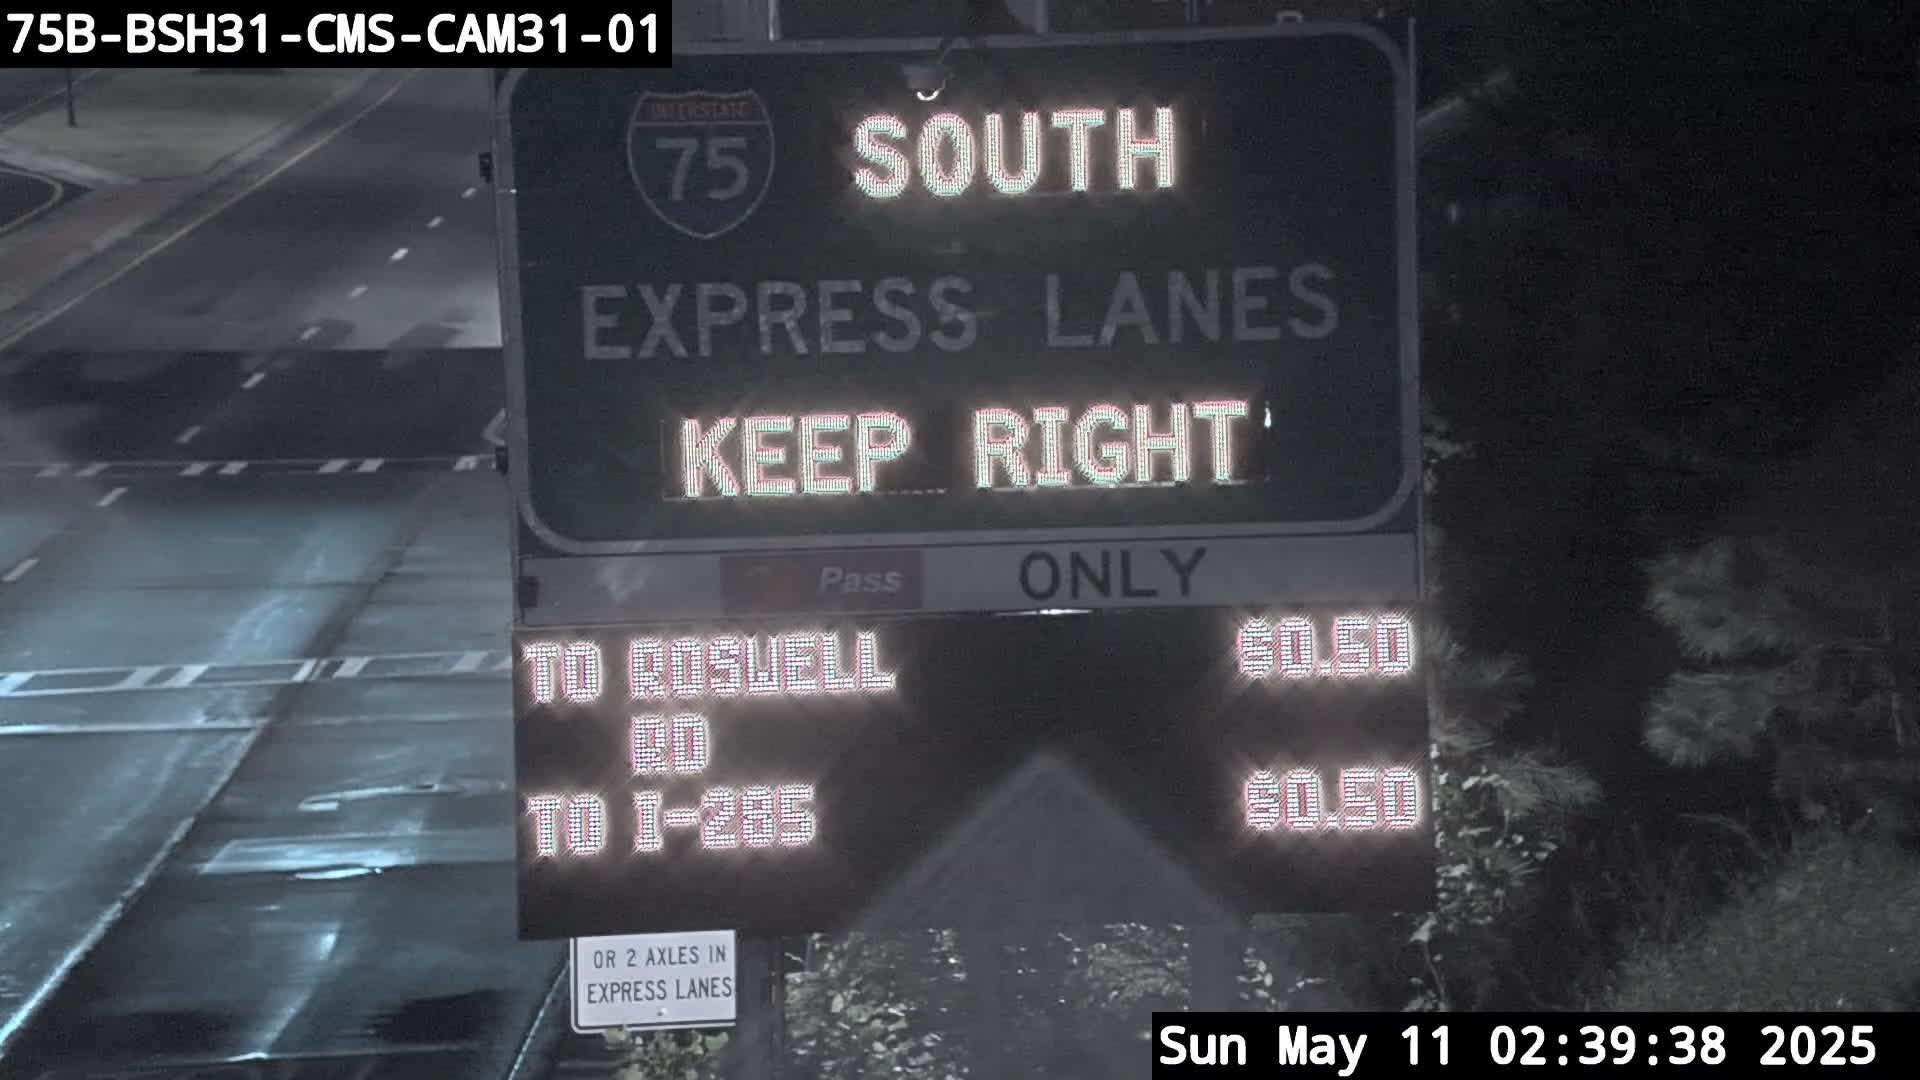 75B-BSH31-CMS-CAM31-01
INTERSTATE
75
SOUTH
EXPRESS LANES
KEEP RIGHT
Pass ONLY
TO ROSWELL $0.50
RD
TO I-285 $0.50
OR 2 AXLES IN
EXPRESS LANES
Sun May 11 02:39:38 2025